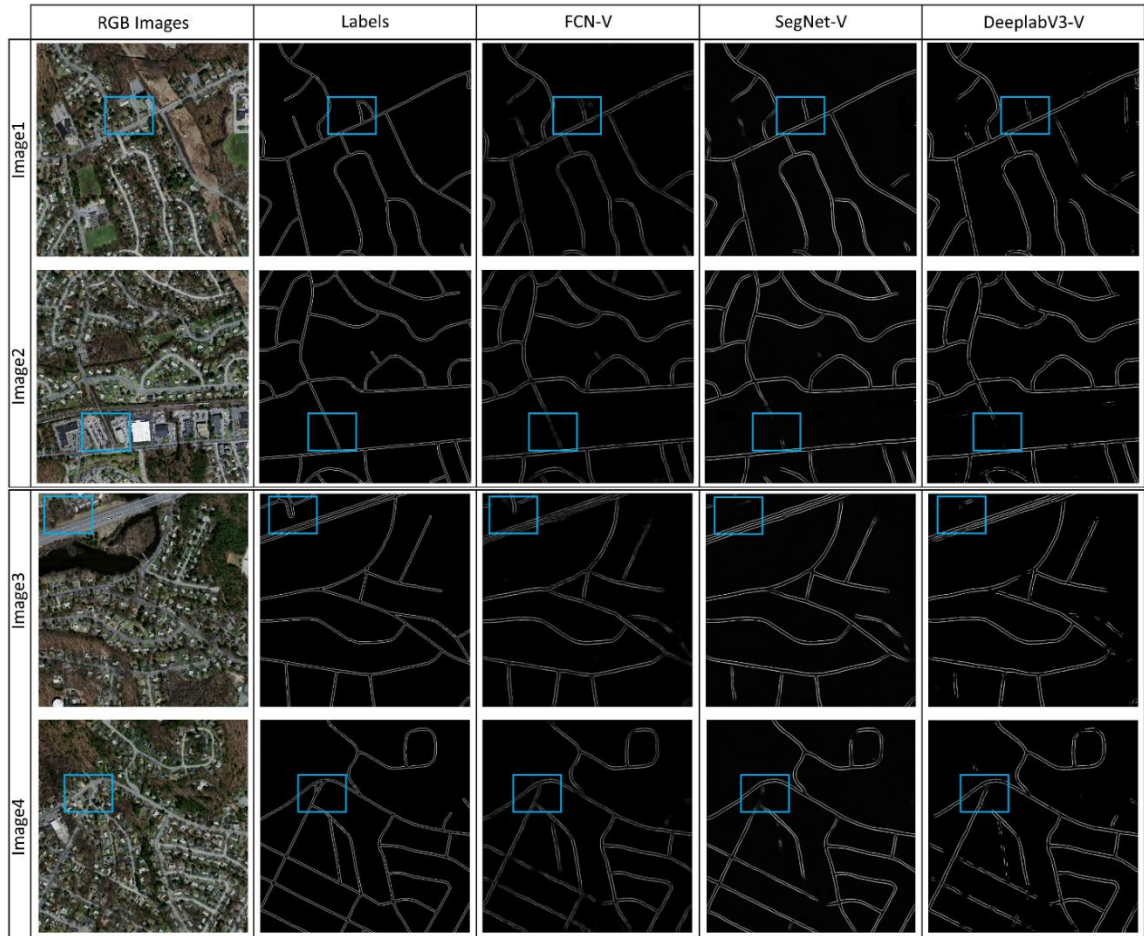 RGB Images
Labels
FCN-V
SegNet-V
DeeplabV3-V
Image1
Image2
Image3
Image4